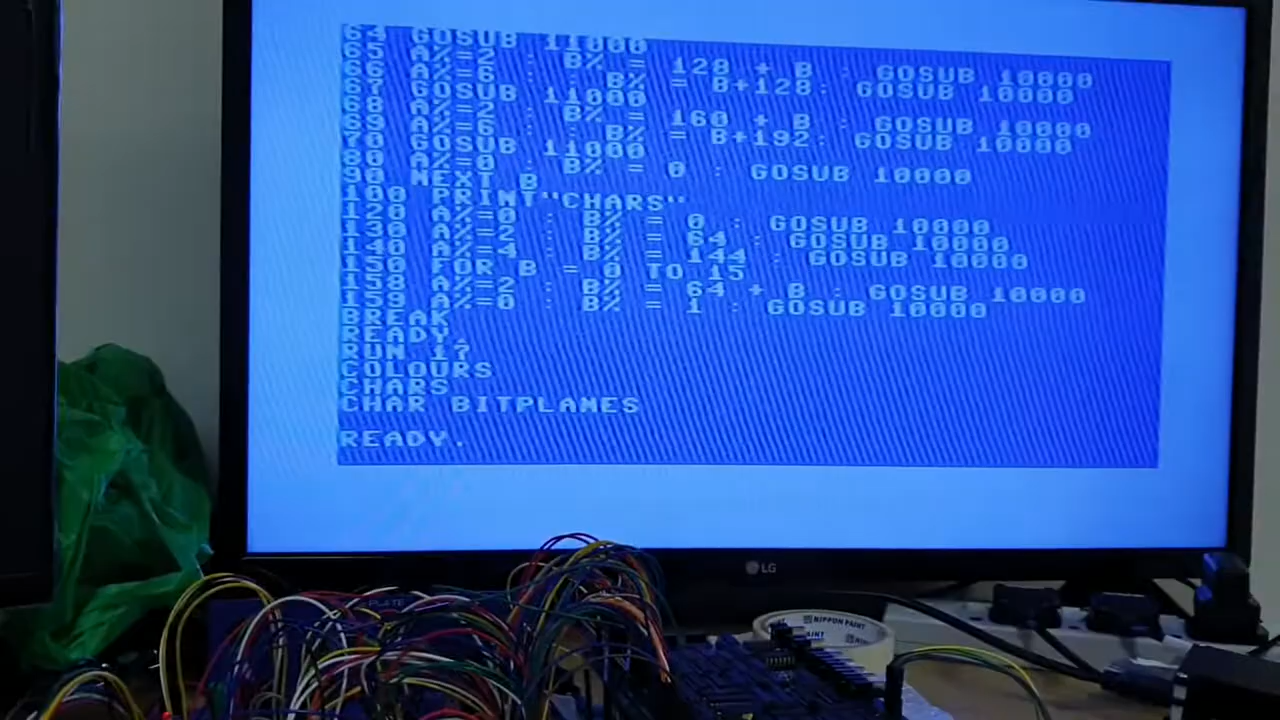 64 GOSUB 11000
65 A%=2 : B% = 128 + B : GOSUB 10000
66 A%=6 : B% = B+128: GOSUB 10000
67 GOSUB 11000
68 A%=2 : B% = 160 + B : GOSUB 10000
69 A%=6 : B% = B+192: GOSUB 10000
70 GOSUB 11000
80 A%=0 : B% = 0 : GOSUB 10000
90 NEXT B
100 PRINT"CHARS"
120 A%=0 : B% = 0 : GOSUB 10000
130 A%=2 : B% = 64 : GOSUB 10000
140 A%=4 : B% = 144 : GOSUB 10000
150 FOR B = 0 TO 15
158 A%=2 : B% = 64 + B : GOSUB 10000
159 A%=0 : B% = 1 : GOSUB 10000
BREAK
READY.
RUN 17
COLOURS
CHARS
CHAR BITPLANES
READY.
LG
NIPPON PAINT